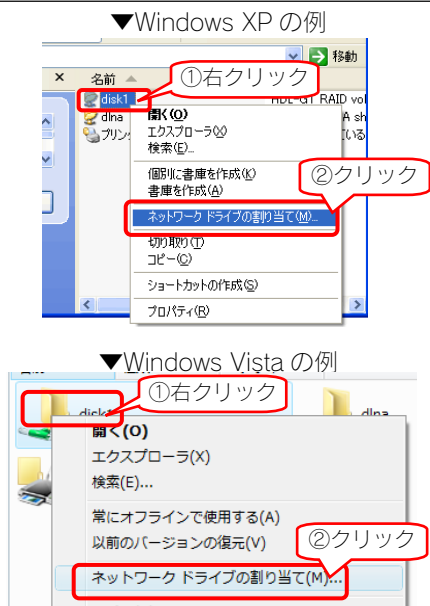 ▼Windows XP の例
移動
× 名前
①右クリック
disk1
HDL-GT RAID vol
dlna
開く(O)
エクスプローラ(X)
検索(E)...
個別に書庫を作成(K)
書庫を作成(A)
②クリック
ネットワーク ドライブの割り当て(M)...
切り取り(T)
コピー(C)
ショートカットの作成(S)
プロパティ(R)
▼Windows Vista の例
①右クリック
disk1
dlna
開く(O)
エクスプローラ(X)
検索(E)...
常にオフラインで使用する(A)
以前のバージョンの復元(V)
②クリック
ネットワーク ドライブの割り当て(M)...